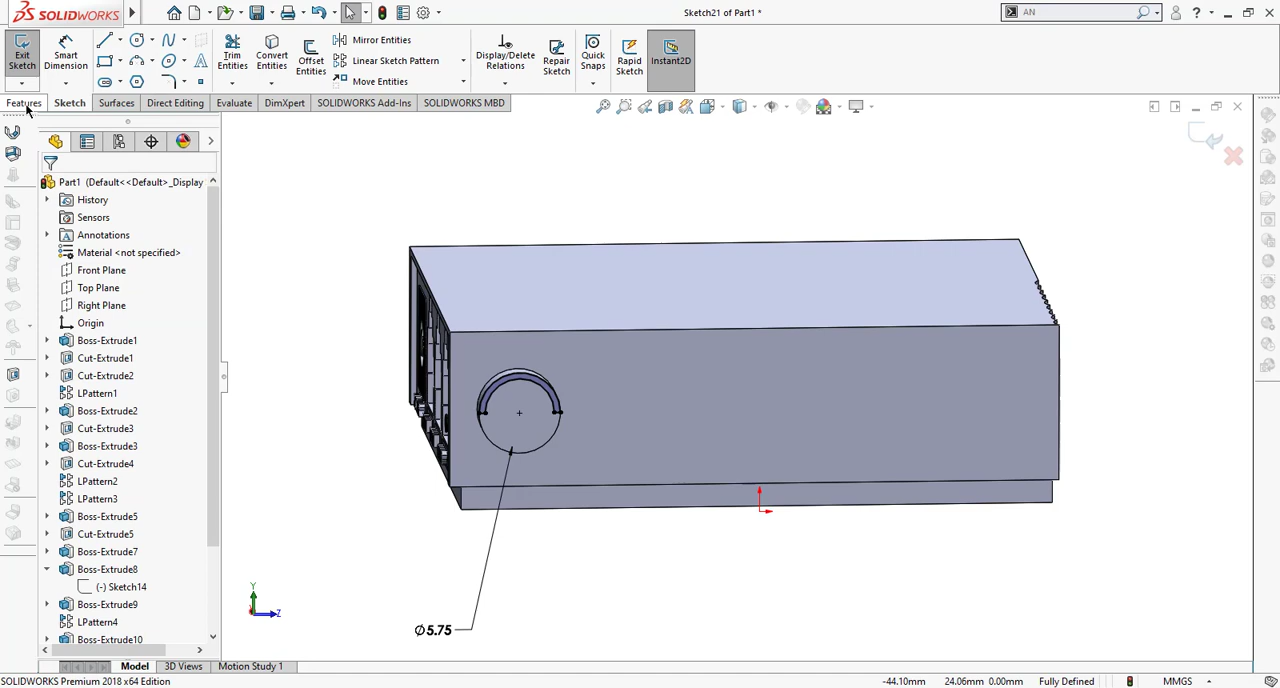 SOLIDWORKS
Sketch21 of Part1 *
AN
Exit
Sketch
Smart
Dimension
Trim
Entities
Convert
Entities
Offset
Entities
Mirror Entities
Linear Sketch Pattern
Move Entities
Display/Delete
Relations
Repair
Sketch
Quick
Snaps
Rapid
Sketch
Instant2D
Features
Sketch
Surfaces
Direct Editing
Evaluate
DimXpert
SOLIDWORKS Add-Ins
SOLIDWORKS MBD
Part1 (Default<<Default>_Display
History
Sensors
Annotations
Material <not specified>
Front Plane
Top Plane
Right Plane
Origin
Boss-Extrude1
Cut-Extrude1
Cut-Extrude2
LPattern1
Boss-Extrude2
Cut-Extrude3
Boss-Extrude3
Cut-Extrude4
LPattern2
LPattern3
Boss-Extrude5
Cut-Extrude5
Boss-Extrude7
Boss-Extrude8
(-) Sketch14
Boss-Extrude9
LPattern4
Boss-Extrude10
Y
Z
Ø5.75
Model
3D Views
Motion Study 1
SOLIDWORKS Premium 2018 x64 Edition
-44.10mm
24.06mm
0.00mm
Fully Defined
MMGS